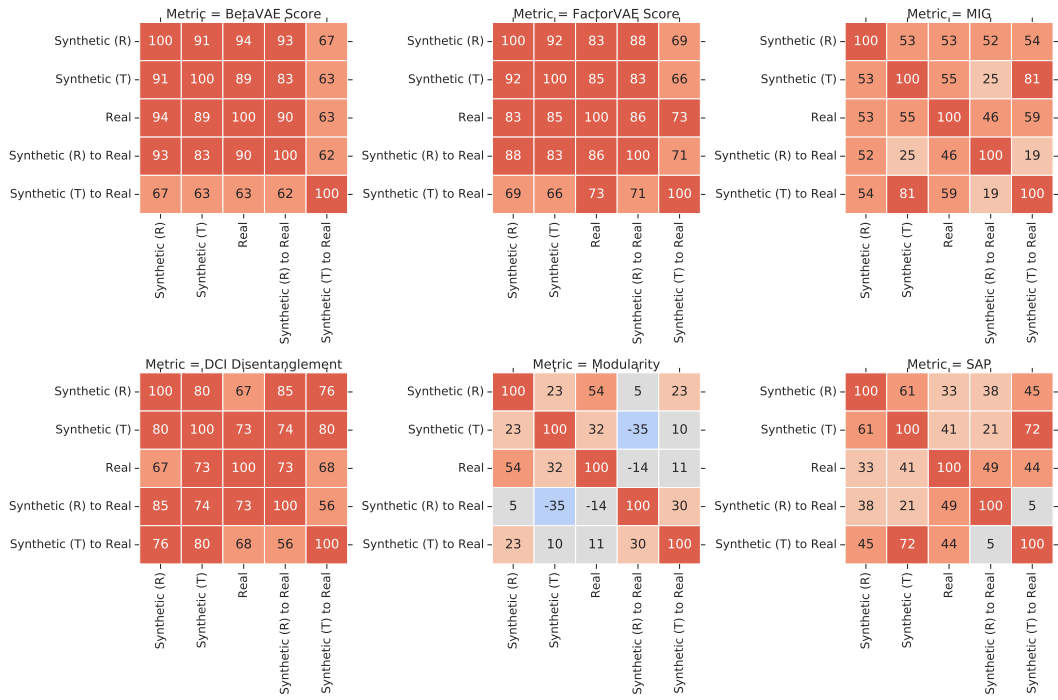 Metric = BetaVAE Score
Synthetic (R) 100 91 94 93 67
Synthetic (T) 91 100 89 83 63
Real 94 89 100 90 63
Synthetic (R) to Real 93 83 90 100 62
Synthetic (T) to Real 67 63 63 62 100
Synthetic (R)
Synthetic (T)
Real
Synthetic (R) to Real
Synthetic (T) to Real
Metric = FactorVAE Score
Synthetic (R) 100 92 83 88 69
Synthetic (T) 92 100 85 83 66
Real 83 85 100 86 73
Synthetic (R) to Real 88 83 86 100 71
Synthetic (T) to Real 69 66 73 71 100
Synthetic (R)
Synthetic (T)
Real
Synthetic (R) to Real
Synthetic (T) to Real
Metric = MIG
Synthetic (R) 100 53 53 52 54
Synthetic (T) 53 100 55 25 81
Real 53 55 100 46 59
Synthetic (R) to Real 52 25 46 100 19
Synthetic (T) to Real 54 81 59 19 100
Synthetic (R)
Synthetic (T)
Real
Synthetic (R) to Real
Synthetic (T) to Real
Metric = DCI Disentanglement
Synthetic (R) 100 80 67 85 76
Synthetic (T) 80 100 73 74 80
Real 67 73 100 73 68
Synthetic (R) to Real 85 74 73 100 56
Synthetic (T) to Real 76 80 68 56 100
Synthetic (R)
Synthetic (T)
Real
Synthetic (R) to Real
Synthetic (T) to Real
Metric = Modularity
Synthetic (R) 100 23 54 5 23
Synthetic (T) 23 100 32 -35 10
Real 54 32 100 -14 11
Synthetic (R) to Real 5 -35 -14 100 30
Synthetic (T) to Real 23 10 11 30 100
Synthetic (R)
Synthetic (T)
Real
Synthetic (R) to Real
Synthetic (T) to Real
Metric = SAP
Synthetic (R) 100 61 33 38 45
Synthetic (T) 61 100 41 21 72
Real 33 41 100 49 44
Synthetic (R) to Real 38 21 49 100 5
Synthetic (T) to Real 45 72 44 5 100
Synthetic (R)
Synthetic (T)
Real
Synthetic (R) to Real
Synthetic (T) to Real